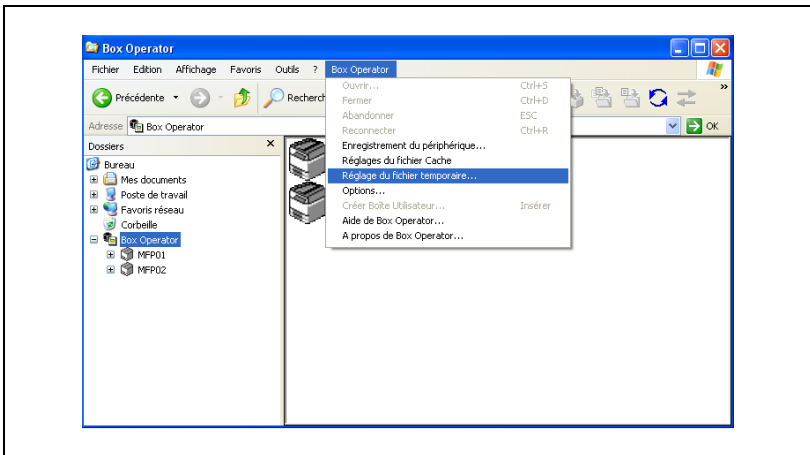 Box Operator
Fichier Edition Affichage Favoris Outils ? Box Operator
Précédente Recherch
Adresse Box Operator OK
Dossiers
Bureau
Mes documents
Poste de travail
Favoris réseau
Corbeille
Box Operator
MFP01
MFP02
Ouvrir... Ctrl+S
Fermer Ctrl+D
Abandonner ESC
Reconnecter Ctrl+R
Enregistrement du périphérique...
Réglages du fichier Cache
Réglage du fichier temporaire...
Options...
Créer Boîte Utilisateur... Insérer
Aide de Box Operator...
A propos de Box Operator...